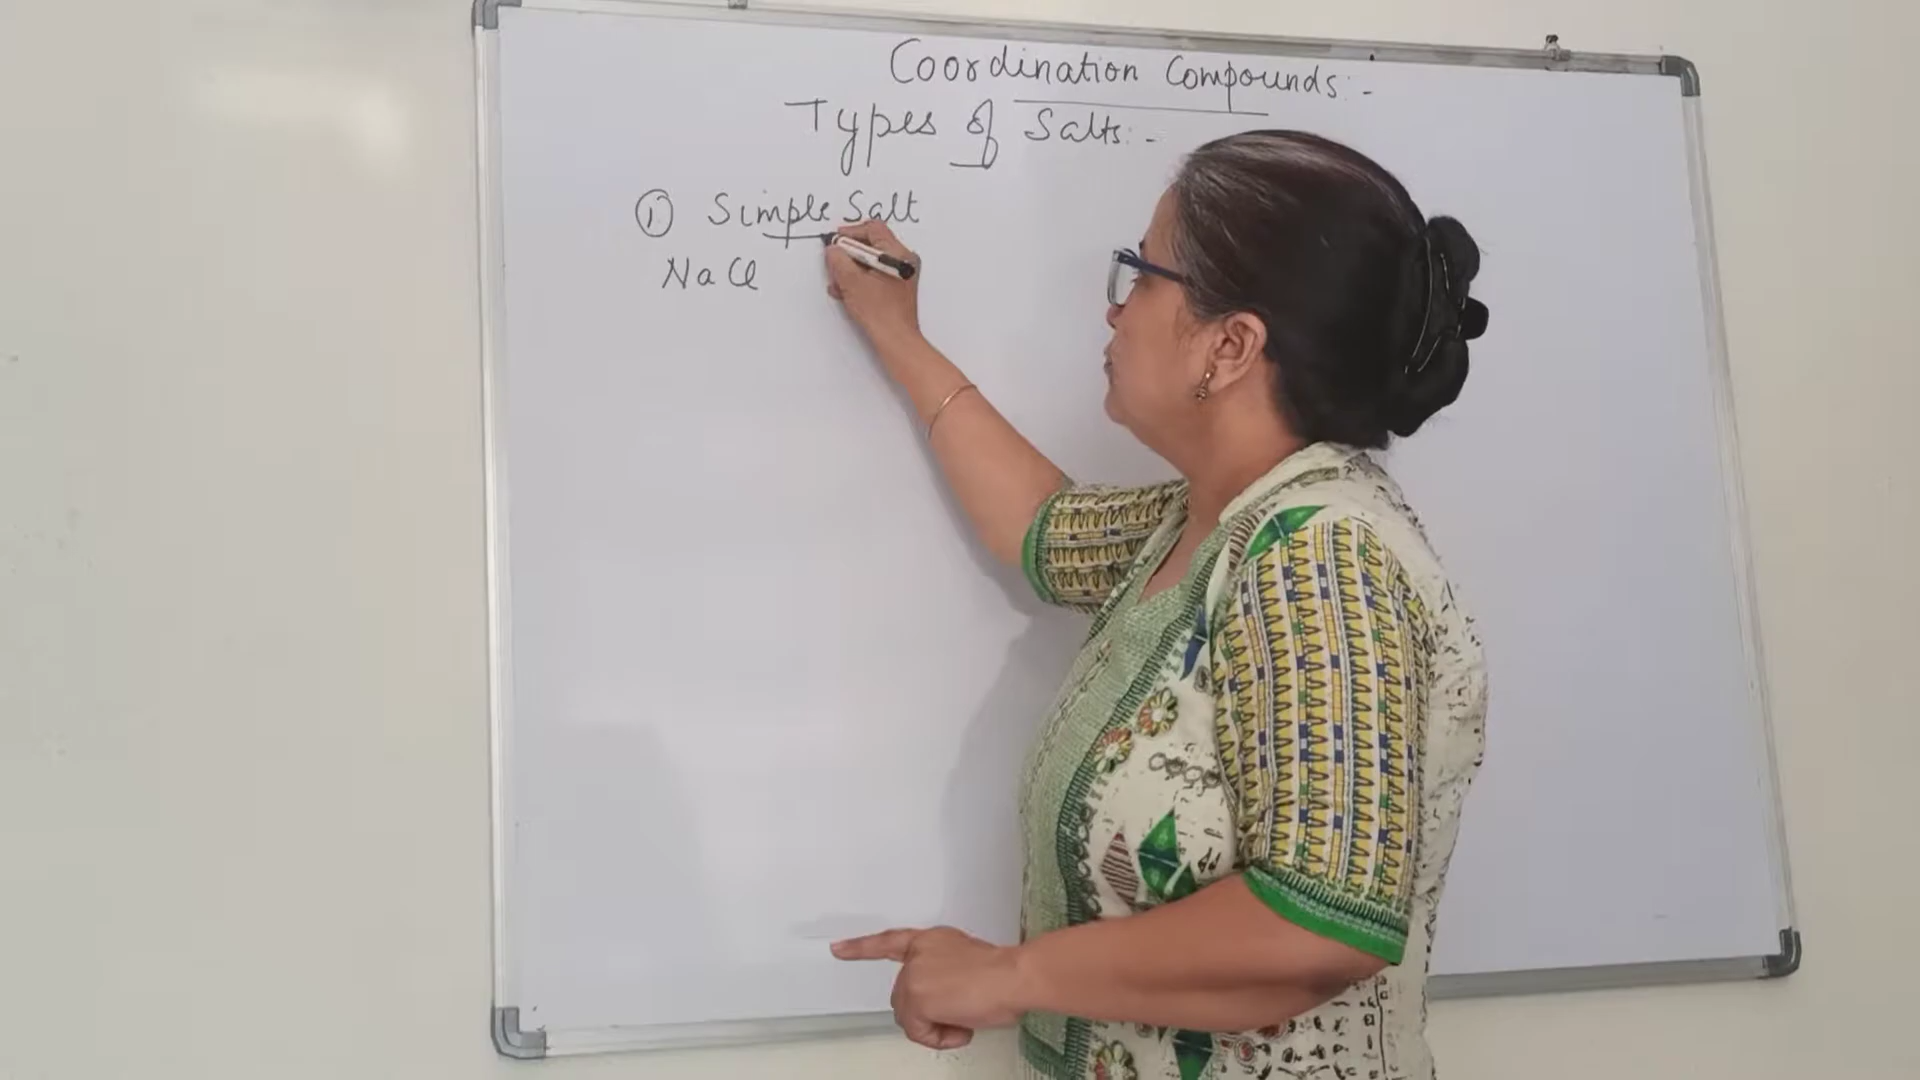 Coordination Compounds:-
Types of Salts:-
① Simple Salt
NaCl